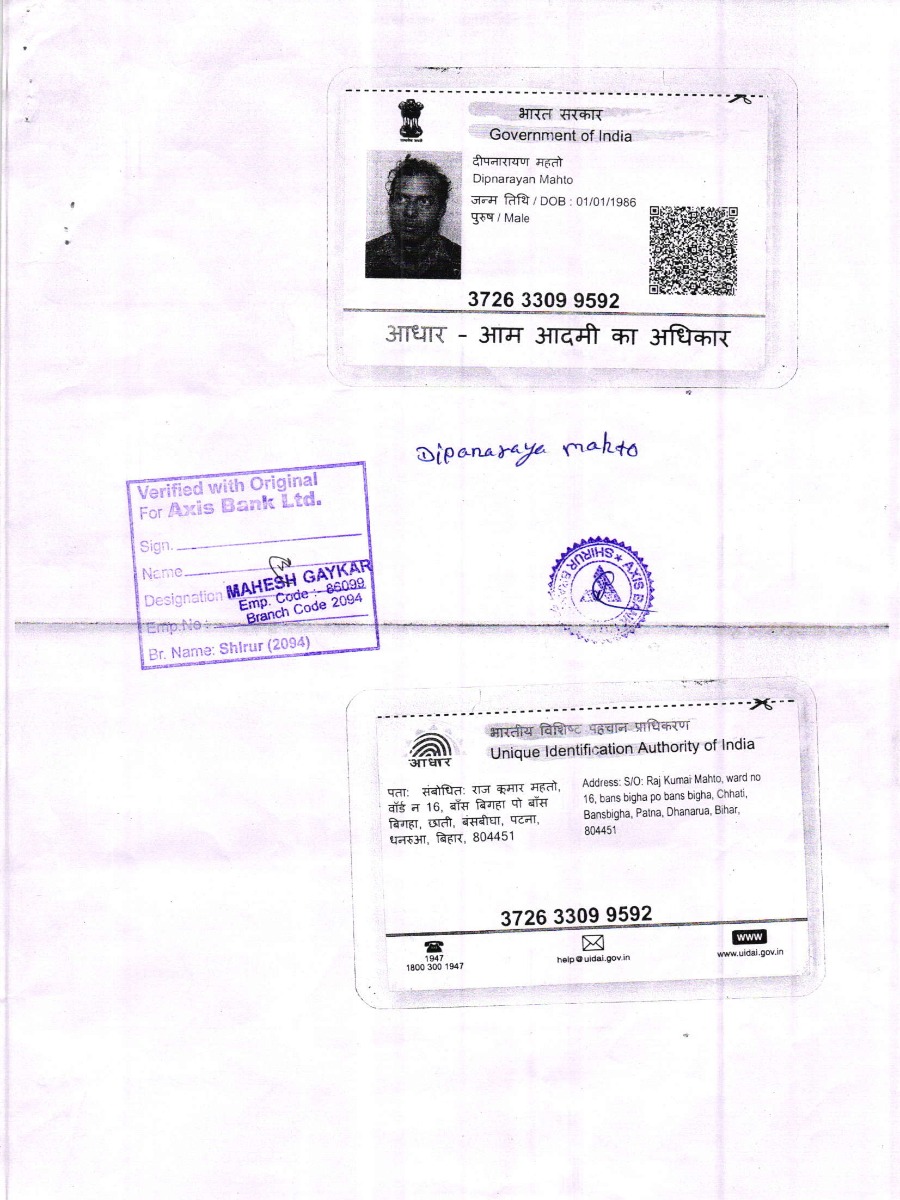 भारत सरकार
Government of India
दीपनारायण महतो
Dipnarayan Mahto
जन्म तिथि / DOB : 01/01/1986
पुरुष / Male
3726 3309 9592
आधार - आम आदमी का अधिकार
Dipanaraya mahto
Verified with Original
For Axis Bank Ltd.
Sign.
Name
Designation
MAHESH GAYKAR
Emp. Code :- 86099
Branch Code 2094
Emp.No :
Br. Name: Shirur (2094)
AXIS BANK ★ SHIRUR
भारतीय विशिष्ट पहचान प्राधिकरण
Unique Identification Authority of India
आधार
पताः संबोधितः राज कुमार महतो,
वॉर्ड न 16, बाँस बिगहा पो बाँस
बिगहा, छाती, बंसबीघा, पटना,
धनरुआ, बिहार, 804451
Address: S/O: Raj Kumai Mahto, ward no
16, bans bigha po bans bigha, Chhati,
Bansbigha, Patna, Dhanarua, Bihar,
804451
3726 3309 9592
1947
1800 300 1947
help@uidai.gov.in
www
www.uidai.gov.in